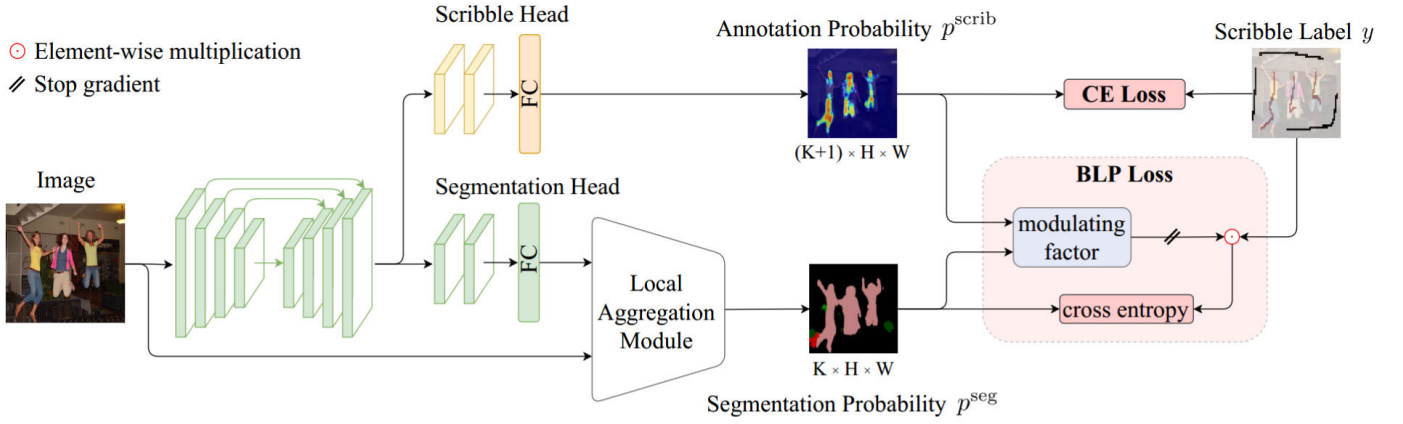 ⊙ Element-wise multiplication
// Stop gradient
Scribble Head
FC
Annotation Probability p^scrib
(K+1) × H × W
CE Loss
Scribble Label y
Image
Segmentation Head
FC
Local
Aggregation
Module
K × H × W
Segmentation Probability p^seg
BLP Loss
modulating
factor
cross entropy